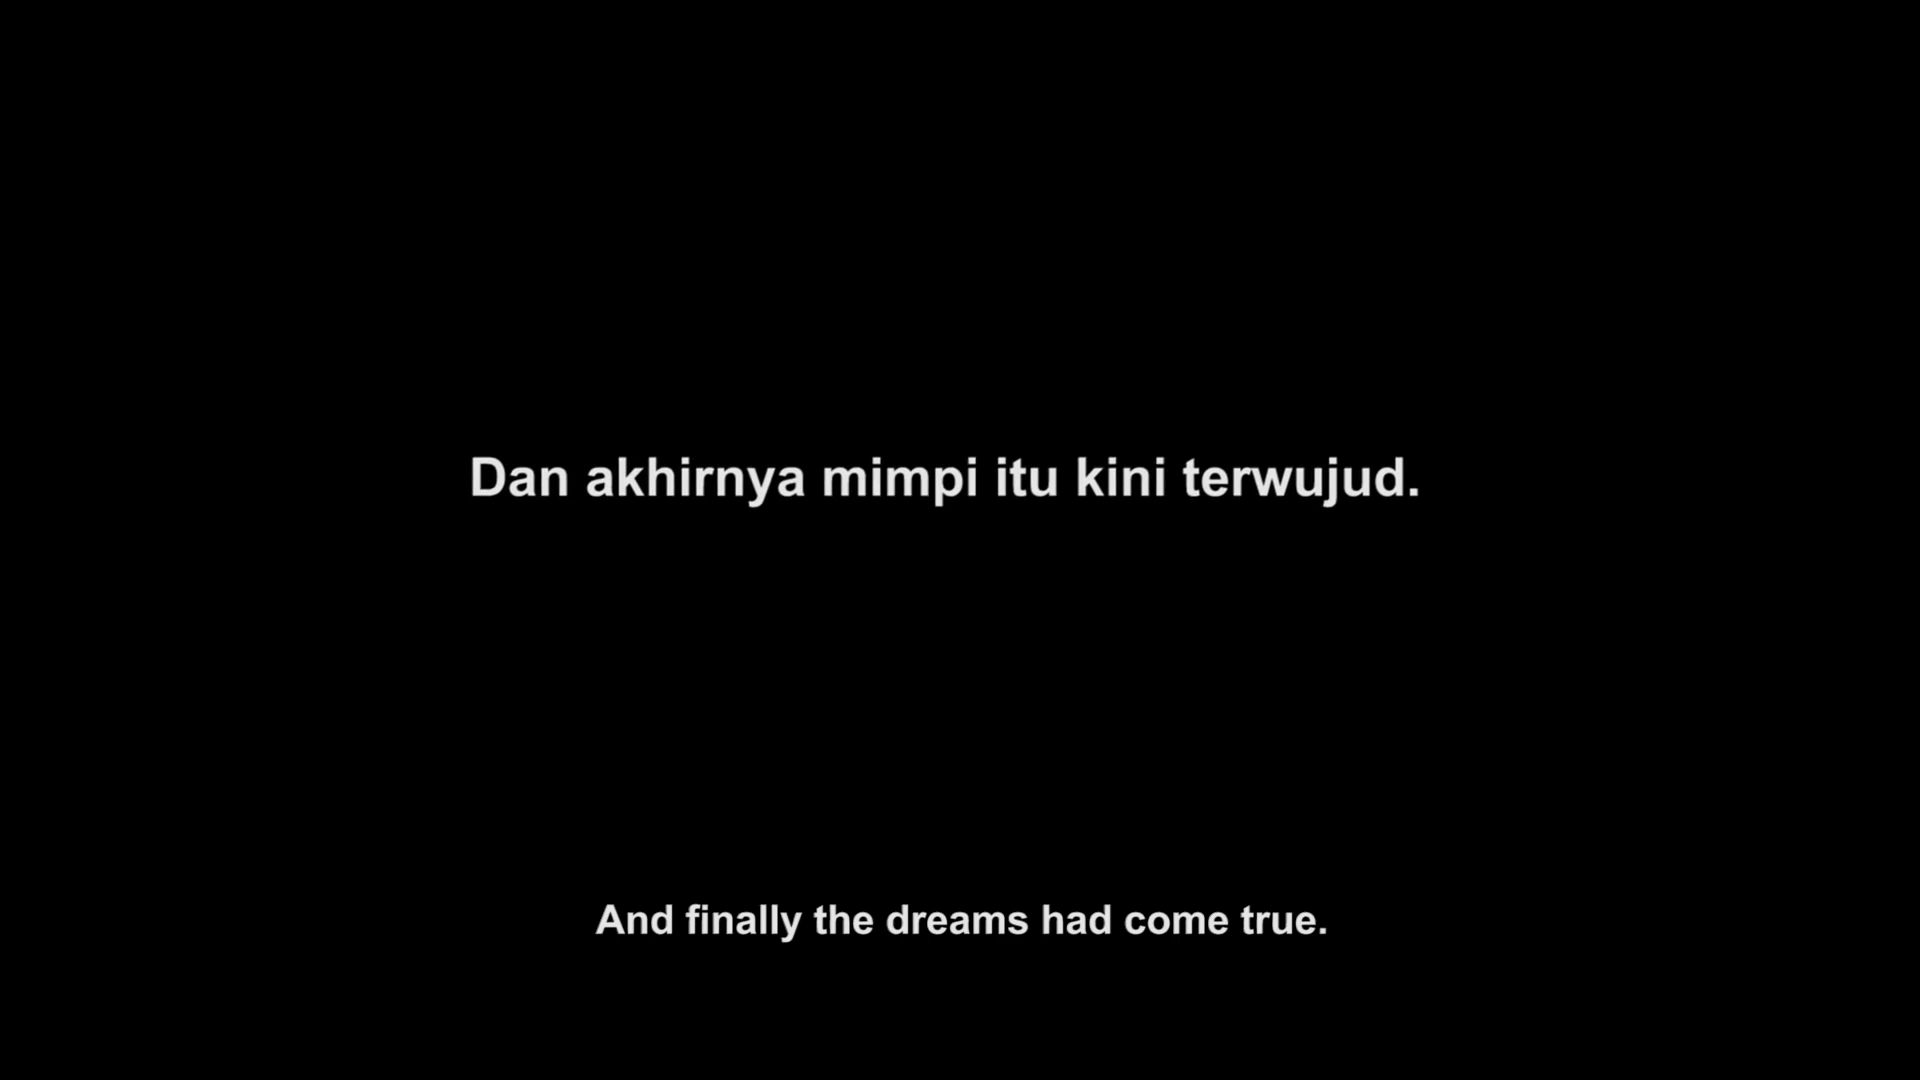 Dan akhirnya mimpi itu kini terwujud.
And finally the dreams had come true.